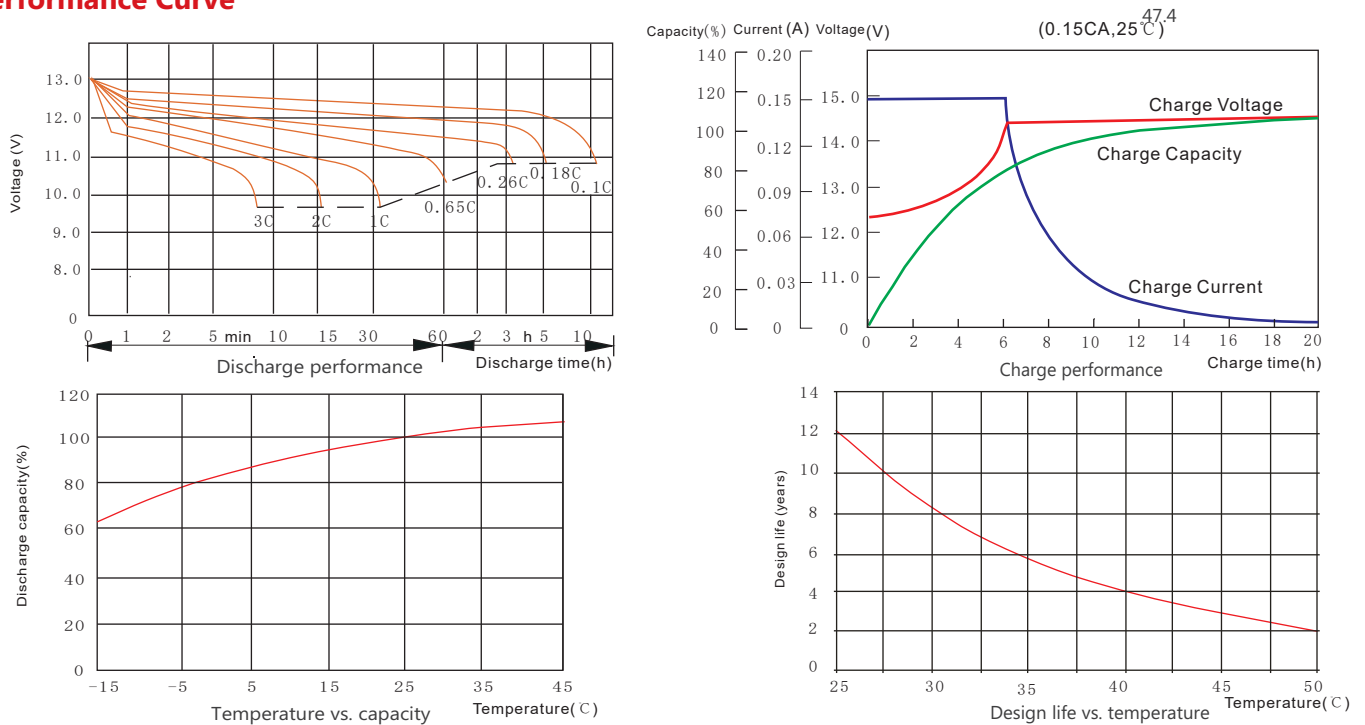 erformance Curve
13.0
12.0
11.0
10.0
9.0
8.0
0
Voltage (V)
3C 2C 1C 0.65C 0.26C 0.18C 0.1C
0 1 2 5 min 10 15 30 60 2 3 h 5 10
Discharge time(h)
Discharge performance
47.4
Capacity(%) Current (A) Voltage(V) (0.15CA,25℃)
140 0.20
120 0.15 15.0
100 0.12 14.0
80 0.09 13.0
60 0.06 12.0
40 0.03 11.0
20
0 0 0
Charge Voltage
Charge Capacity
Charge Current
0 2 4 6 8 10 12 14 16 18 20
Charge time(h)
Charge performance
120
100
80
60
40
20
0
Discharge capacity(%)
-15 -5 5 15 25 35 45
Temperature(℃)
Temperature vs. capacity
14
12
10
8
6
4
2
0
Design life (years)
25 30 35 40 45 50
Temperature(℃)
Design life vs. temperature